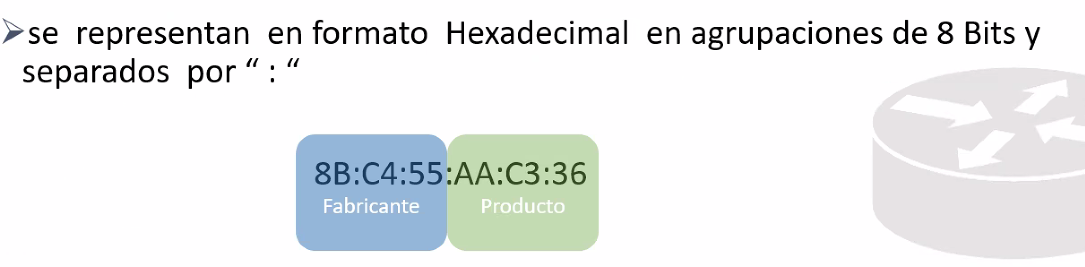 ➢se representan en formato Hexadecimal en agrupaciones de 8 Bits y
separados por “ : “
8B:C4:55:AA:C3:36
Fabricante Producto